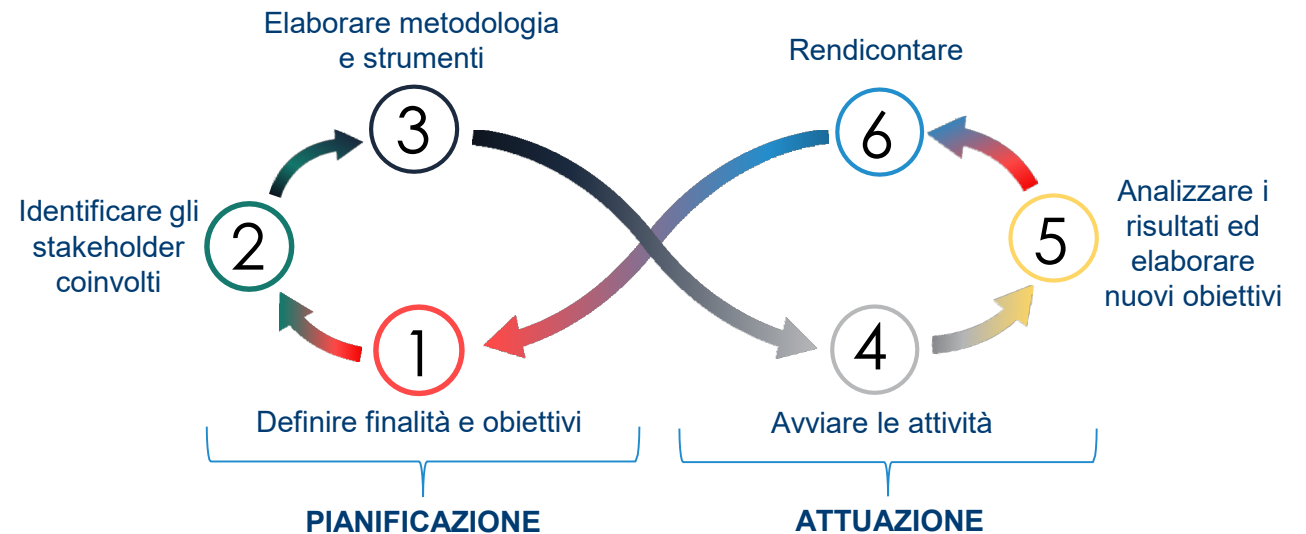 Elaborare metodologia
e strumenti
Rendicontare
3
6
Identificare gli
stakeholder
coinvolti
2
5
Analizzare i
risultati ed
elaborare
nuovi obiettivi
1
4
Definire finalità e obiettivi
Avviare le attività
PIANIFICAZIONE
ATTUAZIONE